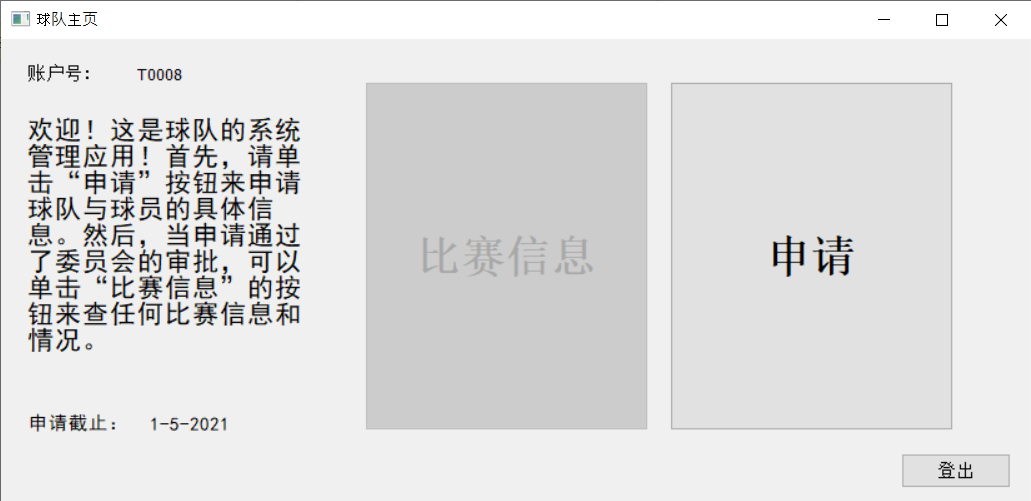 球队主页
账户号： T0008
欢迎！这是球队的系统
管理应用！首先，请单
击“申请”按钮来申请
球队与球员的具体信
息。然后，当申请通过
了委员会的审批，可以
单击“比赛信息”的按
钮来查任何比赛信息和
情况。
申请截止： 1-5-2021
比赛信息
申请
登出